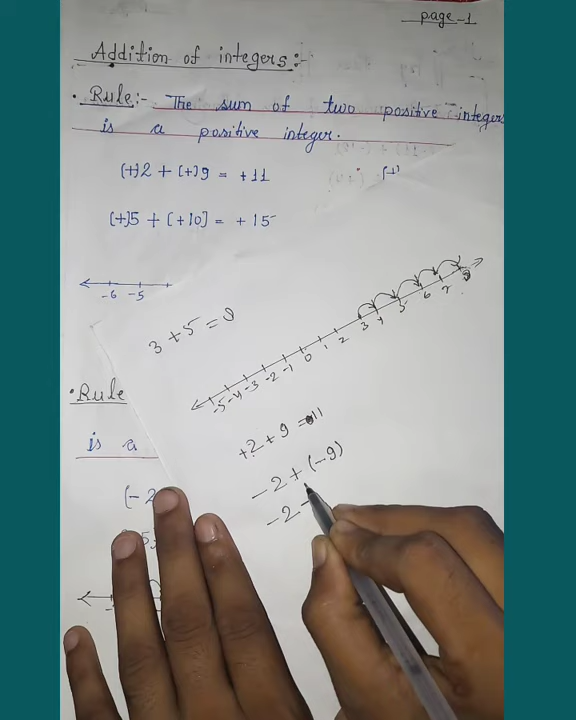 page-1
Addition of integers:-
• Rule:- The sum of two positive integers
is a positive integer.
(+)2 + (+)9 = +11
(+)5 + (+10) = +15
-6 -5
3+5=8
-5 -4 -3 -2 -1 0 1 2 3 4 5 6 7 8
+2+9=11
• Rule
is a
-2+(-9)
(-2
-2-
5